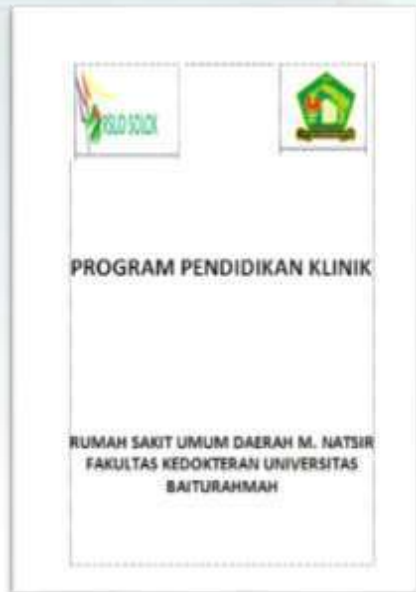 RSUD SOLOK
PROGRAM PENDIDIKAN KLINIK
RUMAH SAKIT UMUM DAERAH M. NATSIR
FAKULTAS KEDOKTERAN UNIVERSITAS
BAITURAHMAH